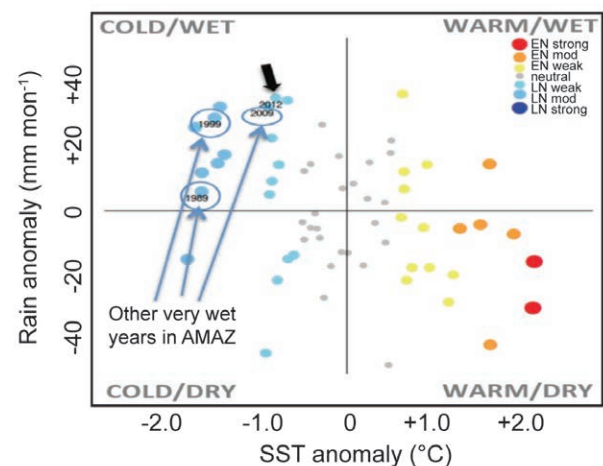 COLD/WET
WARM/WET
EN strong
EN mod
EN weak
neutral
LN weak
LN mod
LN strong
+40
+20
0
-20
-40
Rain anomaly (mm mon⁻¹)
2012
2009
1999
1989
Other very wet
years in AMAZ
COLD/DRY
WARM/DRY
-2.0
-1.0
0
+1.0
+2.0
SST anomaly (°C)